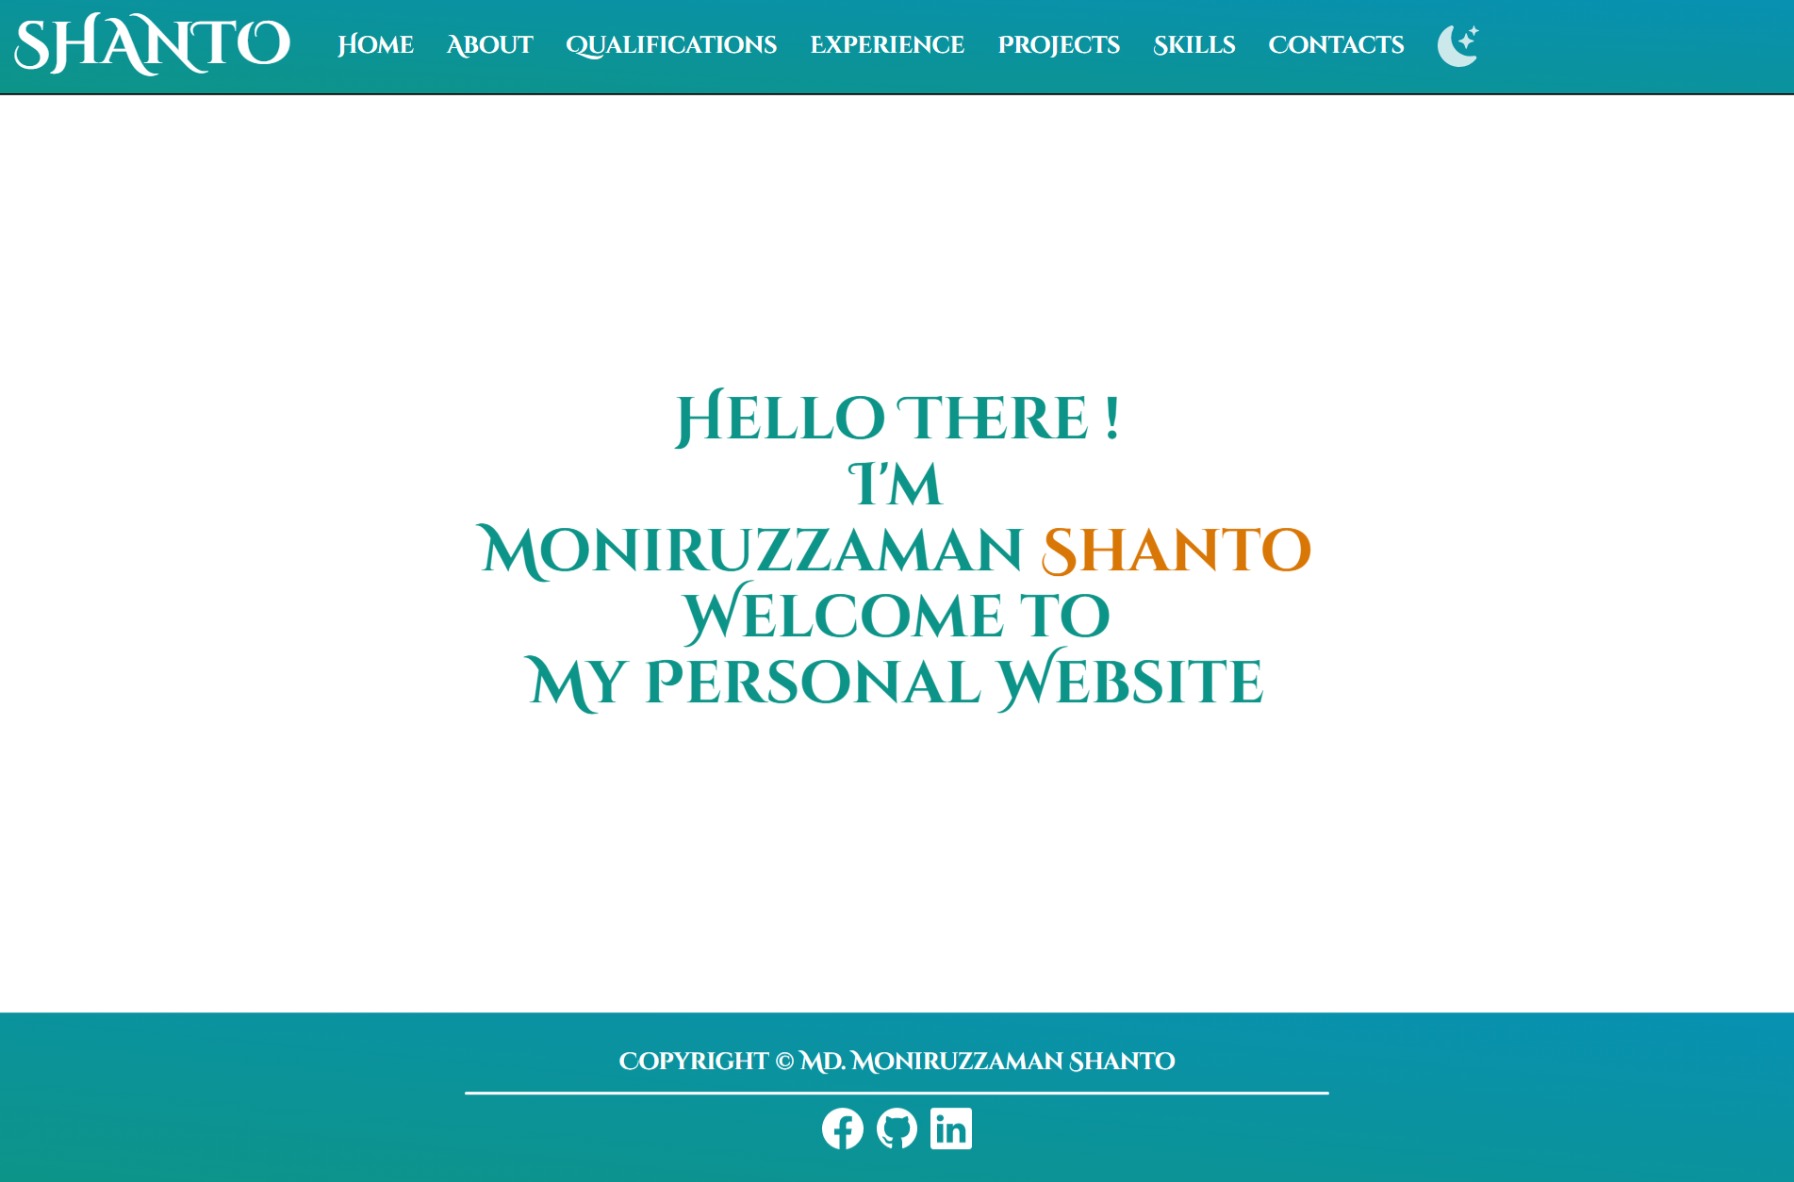 SHANTO
Home About Qualifications Experience Projects Skills Contacts
Hello There !
I'm
Moniruzzaman Shanto
Welcome to
My Personal Website
Copyright © Md. Moniruzzaman Shanto